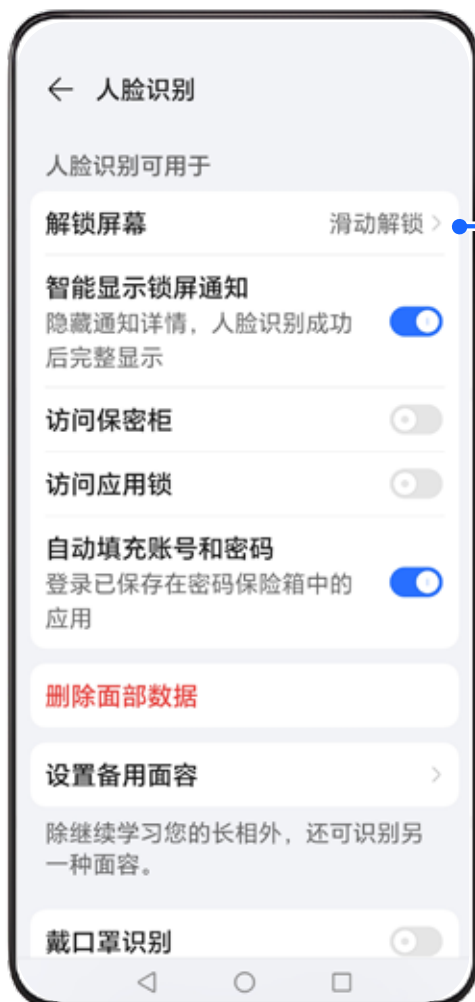 人脸识别
人脸识别可用于
解锁屏幕 滑动解锁
智能显示锁屏通知
隐藏通知详情，人脸识别成功
后完整显示
访问保密柜
访问应用锁
自动填充账号和密码
登录已保存在密码保险箱中的
应用
删除面部数据
设置备用面容
除继续学习您的长相外，还可识别另
一种面容。
戴口罩识别